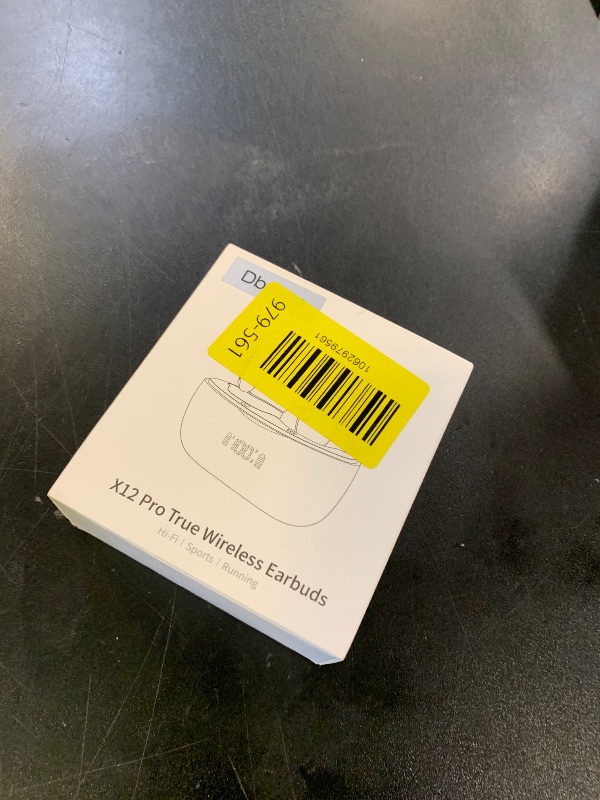 Db
979-561
1062979561
X12 Pro True Wireless Earbuds
Hi-Fi | Sports | Running